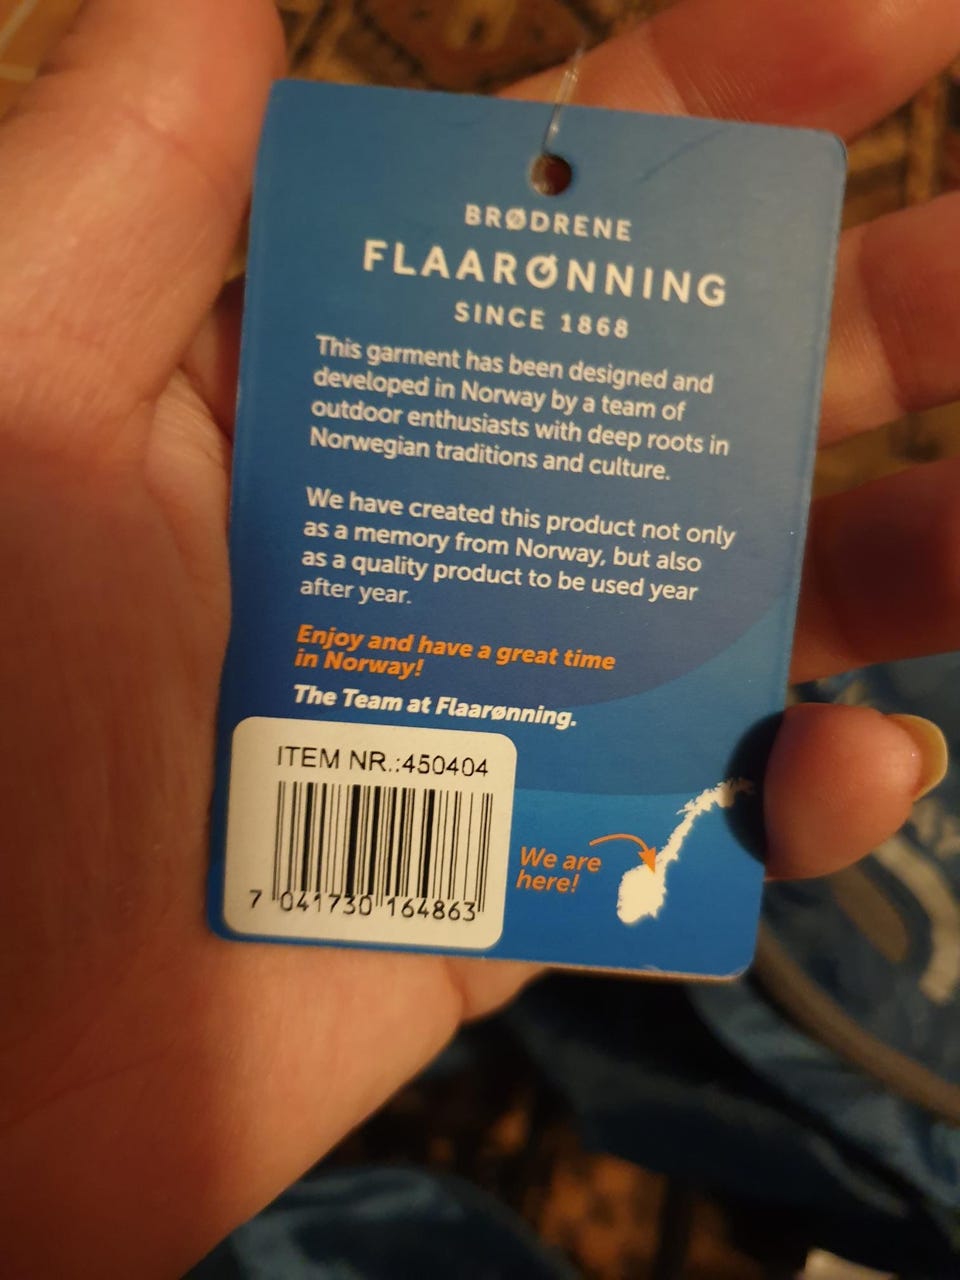 BRØDRENE
FLAARØNNING
SINCE 1868
This garment has been designed and
developed in Norway by a team of
outdoor enthusiasts with deep roots in
Norwegian traditions and culture.
We have created this product not only
as a memory from Norway, but also
as a quality product to be used year
after year.
Enjoy and have a great time
in Norway!
The Team at Flaarønning.
ITEM NR.:450404
7 041730 164863
We are
here!